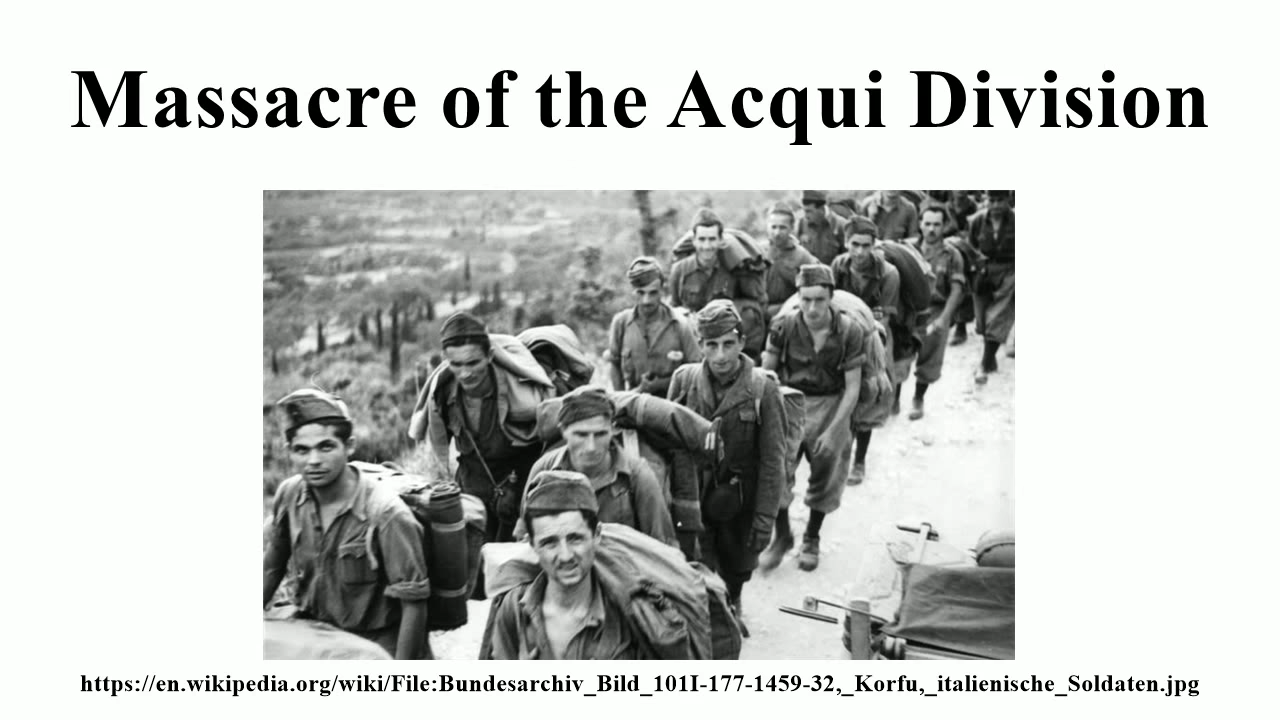 Massacre of the Acqui Division
https://en.wikipedia.org/wiki/File:Bundesarchiv_Bild_101I-177-1459-32,_Korfu,_italienische_Soldaten.jpg